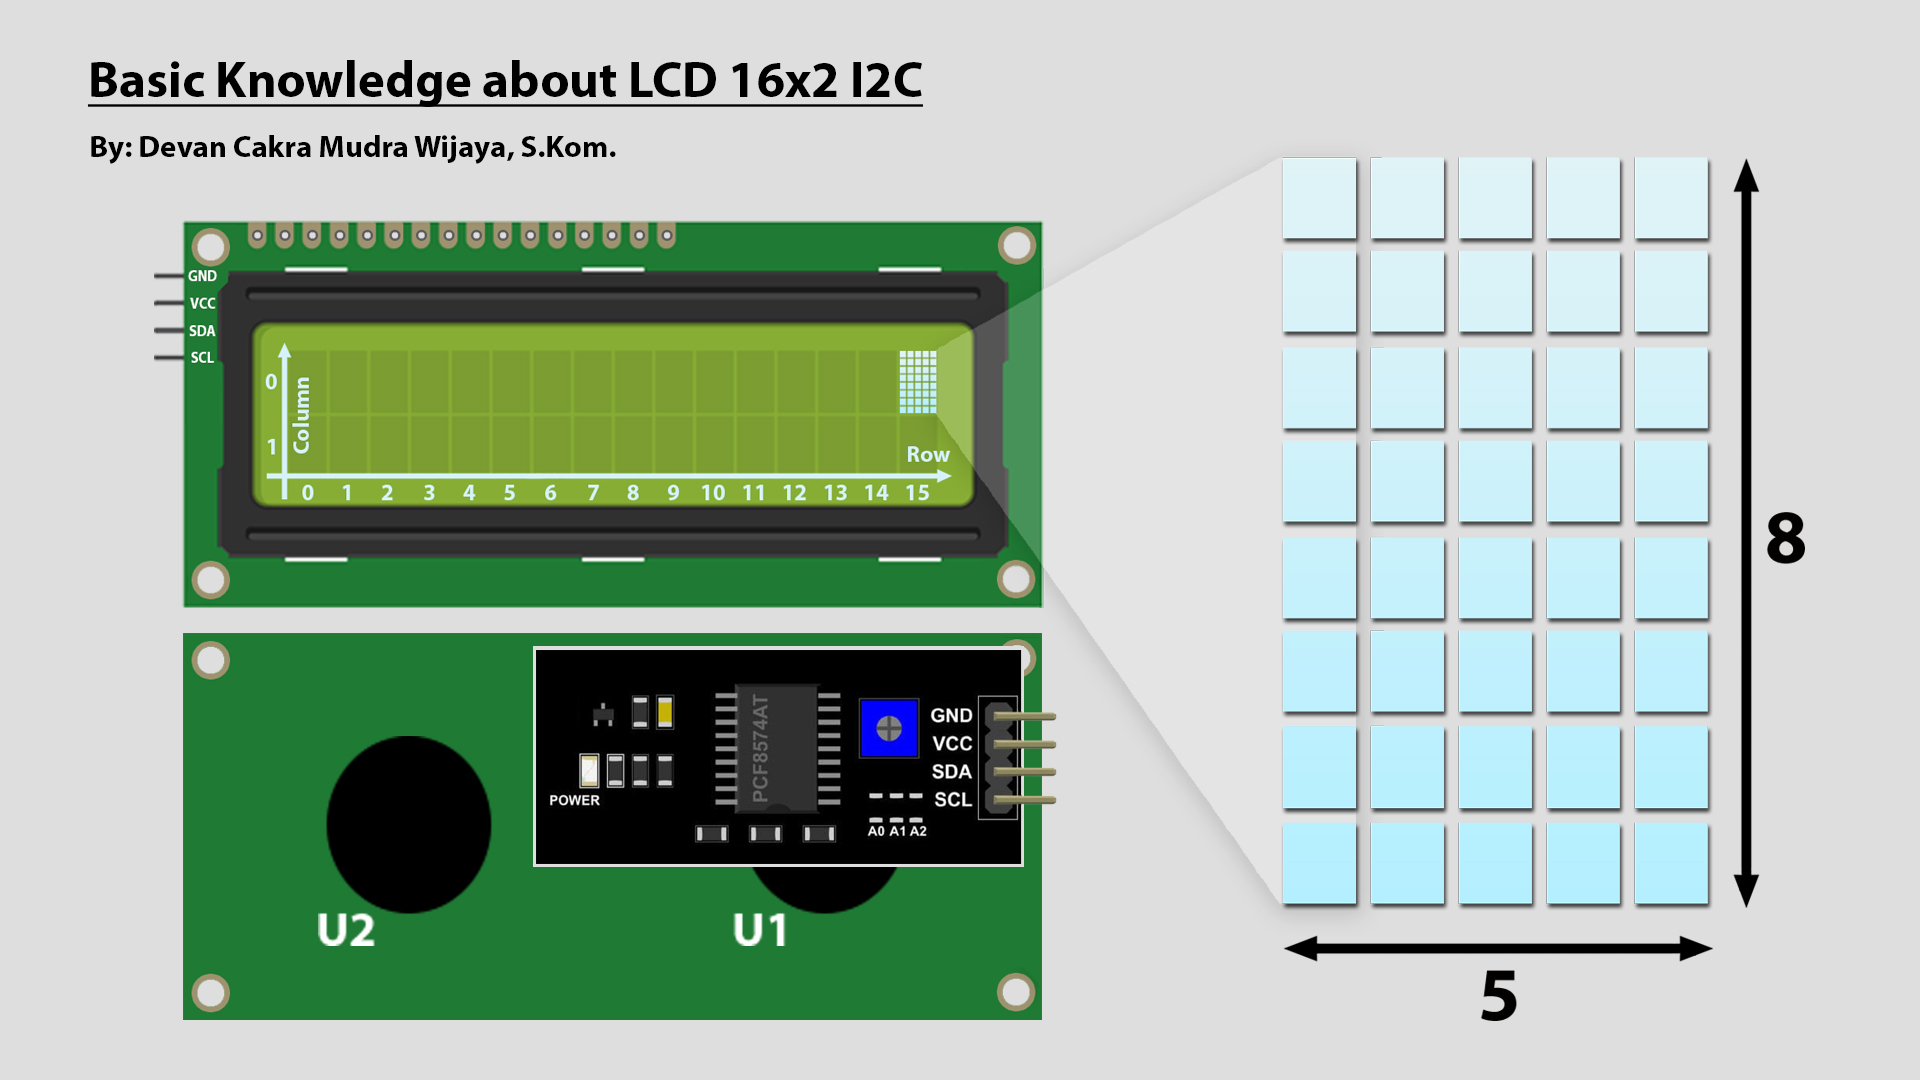 Basic Knowledge about LCD 16x2 I2C
By: Devan Cakra Mudra Wijaya, S.Kom.
GND
VCC
SDA
SCL
0
1
Column
Row
0 1 2 3 4 5 6 7 8 9 10 11 12 13 14 15
8
5
POWER
PCF8574AT
GND
VCC
SDA
SCL
A0 A1 A2
U2
U1